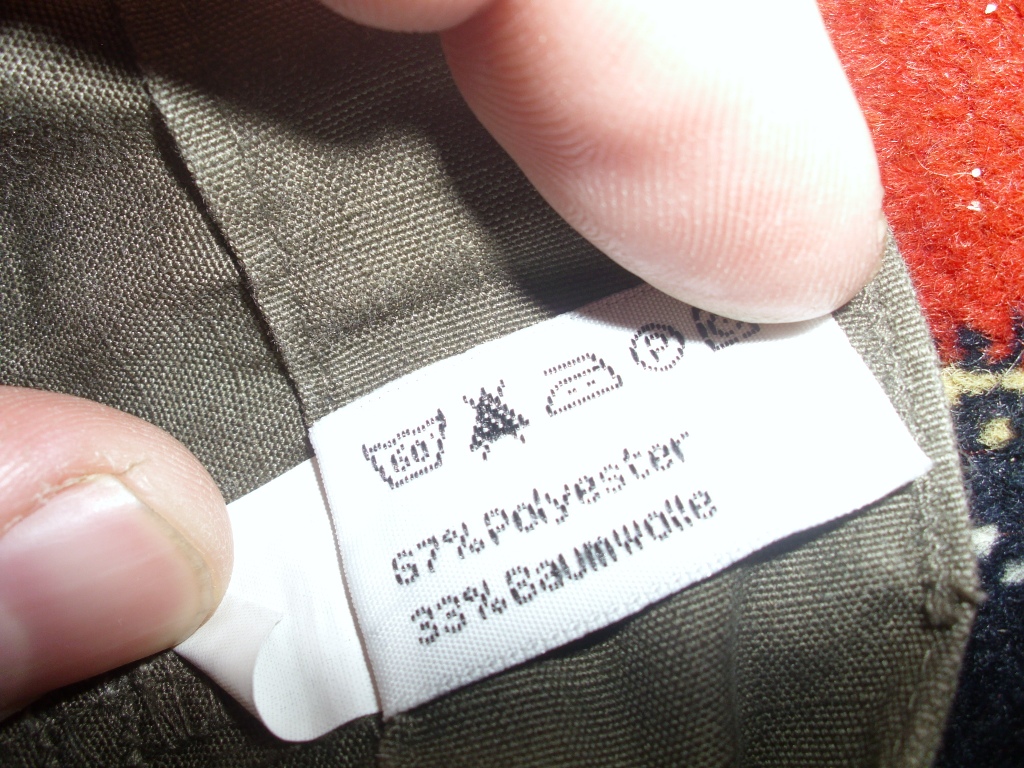 60 P
67% Polyester
33% Baumwolle